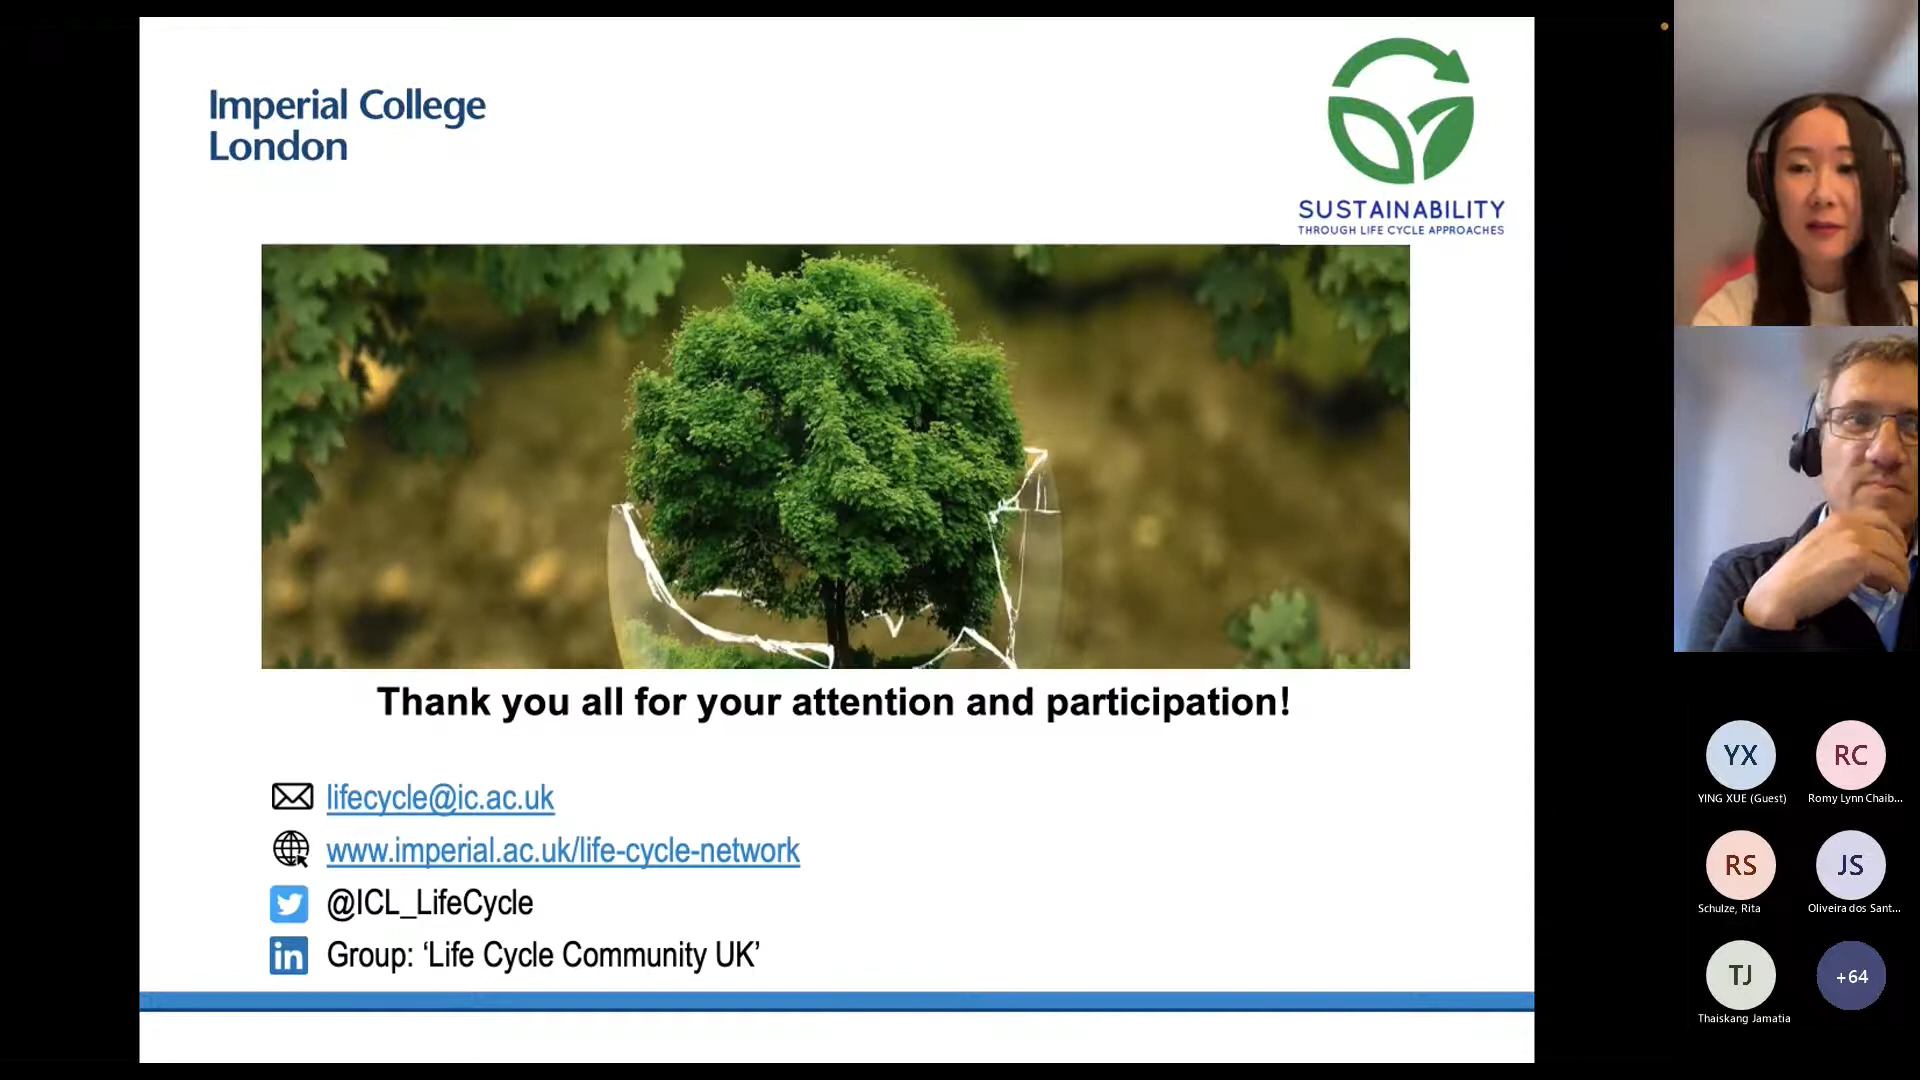 Imperial College
London
SUSTAINABILITY
THROUGH LIFE CYCLE APPROACHES
Thank you all for your attention and participation!
lifecycle@ic.ac.uk
www.imperial.ac.uk/life-cycle-network
@ICL_LifeCycle
in
Group: ‘Life Cycle Community UK’
YX
RC
YING XUE (Guest)
Romy Lynn Chaib...
RS
JS
Schulze, Rita
Oliveira dos Sant...
TJ
+64
Thaiskang Jamatia